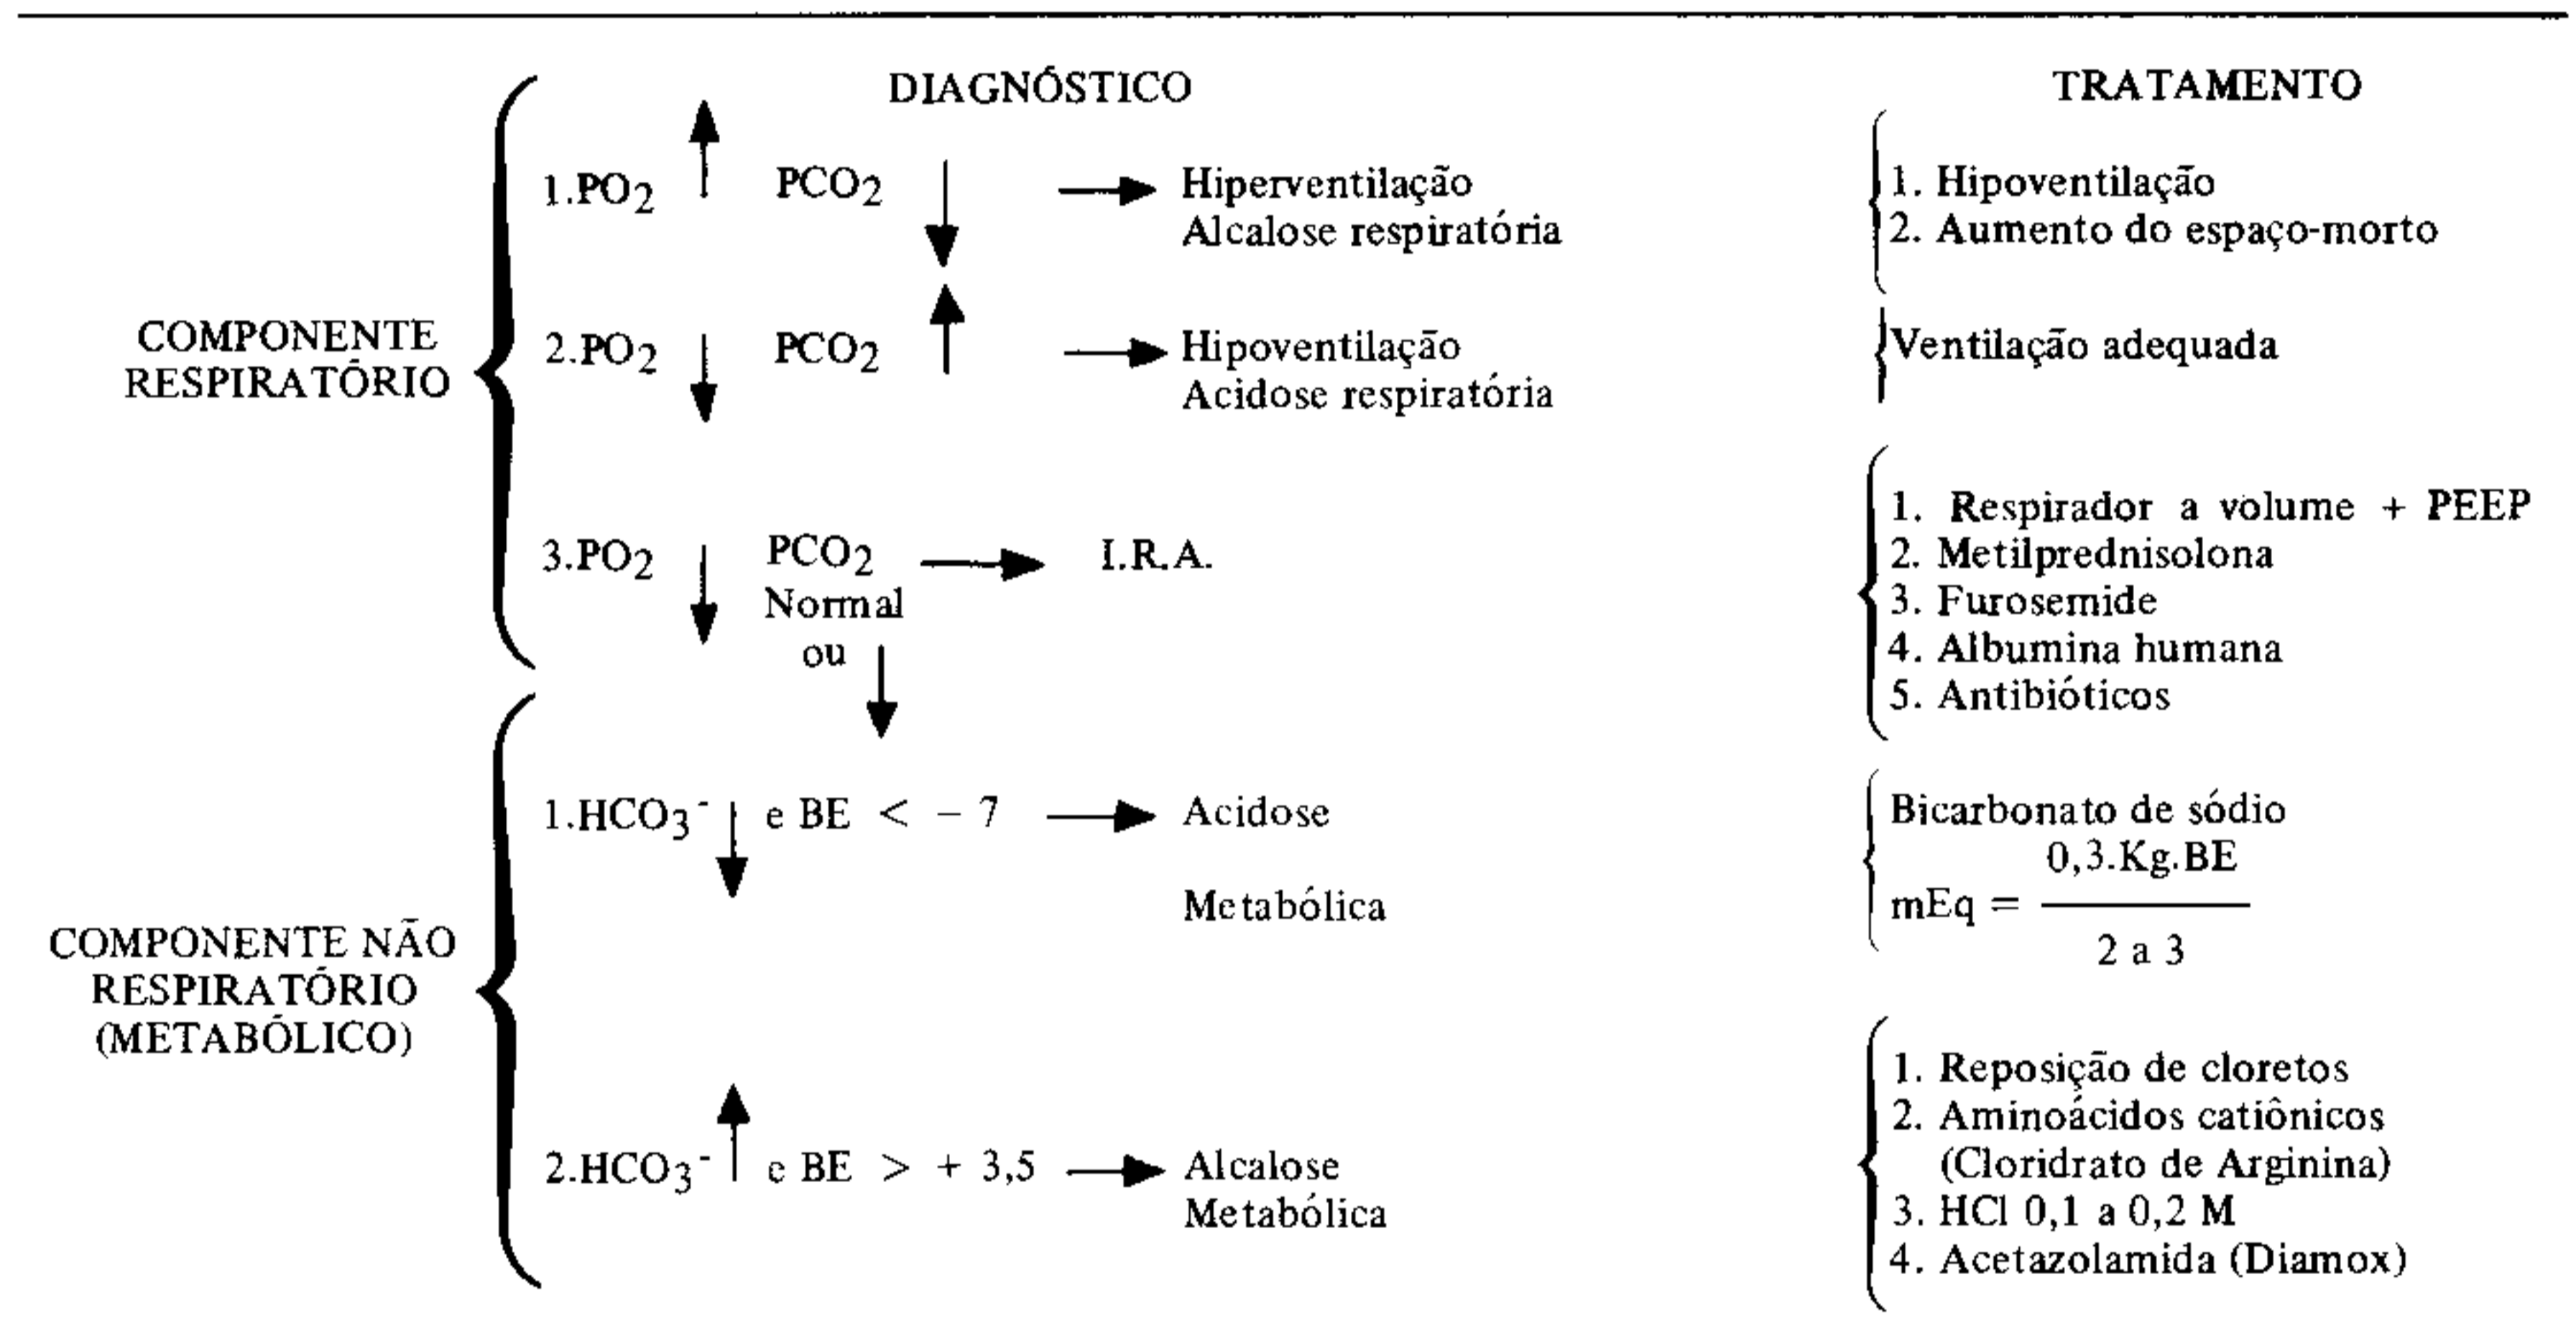 DIAGNÓSTICO
TRATAMENTO
COMPONENTE
RESPIRATÓRIO
1.PO2 ↑ PCO2 ↓ → Hiperventilação
Alcalose respiratória
1. Hipoventilação
2. Aumento do espaço-morto
2.PO2 ↓ PCO2 ↑ → Hipoventilação
Acidose respiratória
Ventilação adequada
3.PO2 ↓ PCO2 → I.R.A.
Normal
ou ↓
1. Respirador a volume + PEEP
2. Metilprednisolona
3. Furosemide
4. Albumina humana
5. Antibióticos
COMPONENTE NÃO
RESPIRATÓRIO
(METABÓLICO)
1.HCO3- ↓ e BE < – 7 → Acidose
Metabólica
Bicarbonato de sódio
0,3.Kg.BE
mEq =
2 a 3
2.HCO3- ↑ e BE > + 3,5 → Alcalose
Metabólica
1. Reposição de cloretos
2. Aminoácidos catiônicos
(Cloridrato de Arginina)
3. HCl 0,1 a 0,2 M
4. Acetazolamida (Diamox)